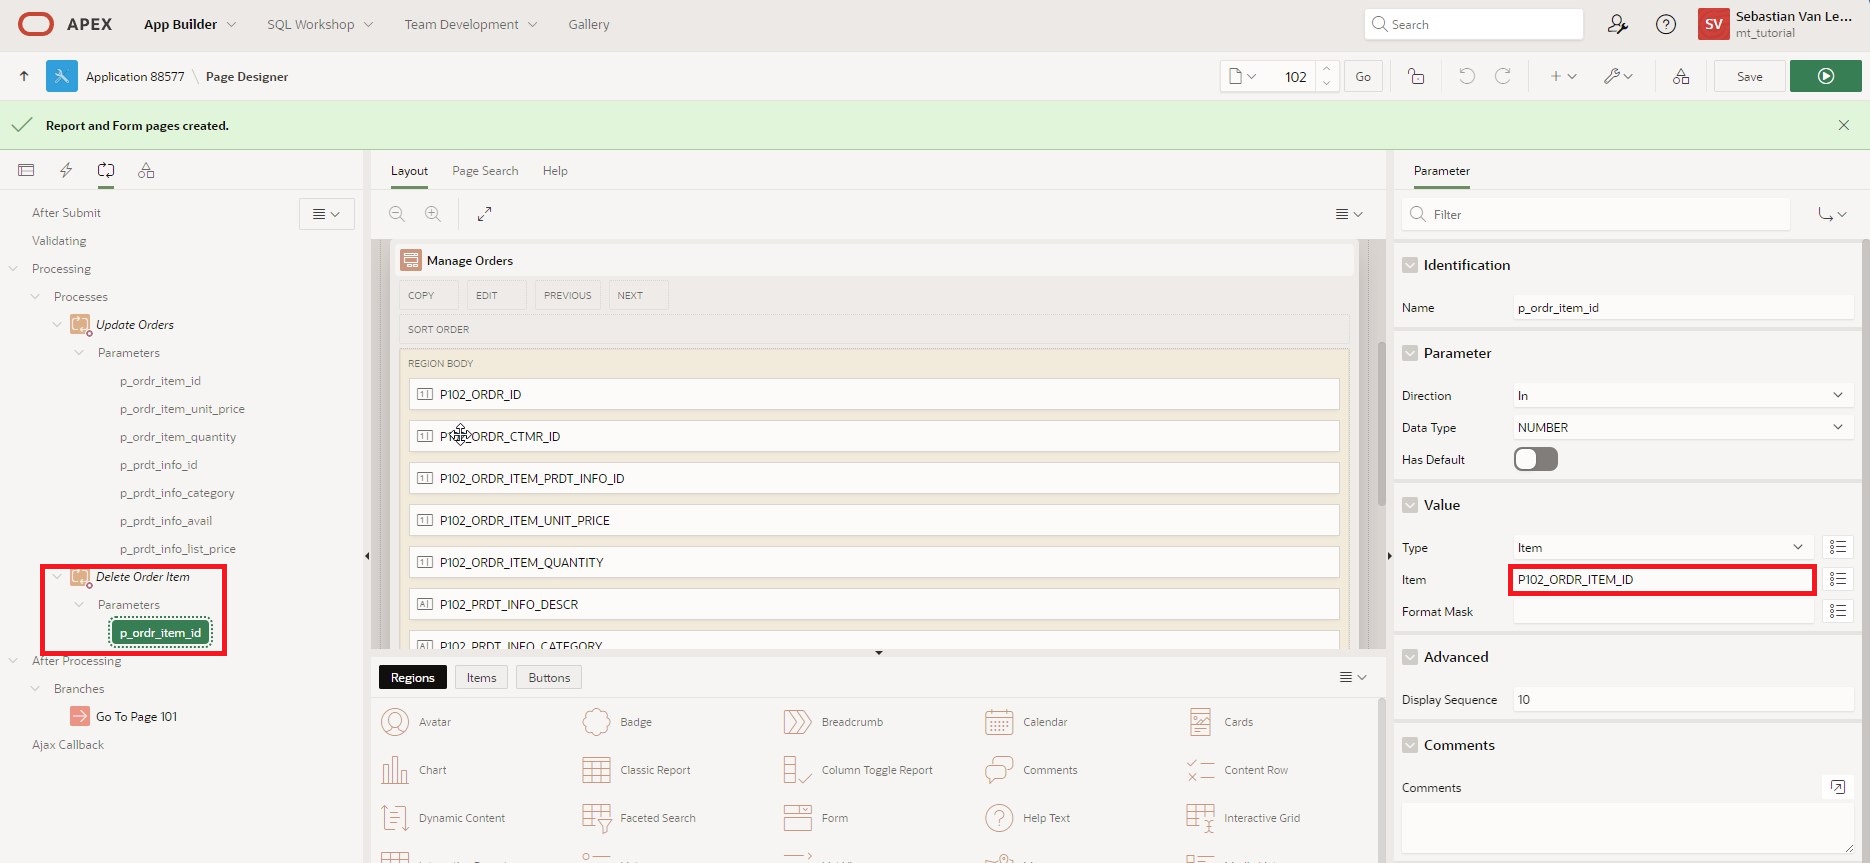 APEX App Builder SQL Workshop Team Development Gallery Search SV Sebastian Van Le...
mt_tutorial
Application 88577 \ Page Designer 102 Go Save
Report and Form pages created.
Layout Page Search Help
Parameter
After Submit
Validating
Processing
Processes
Update Orders
Parameters
p_ordr_item_id
p_ordr_item_unit_price
p_ordr_item_quantity
p_prdt_info_id
p_prdt_info_category
p_prdt_info_avail
p_prdt_info_list_price
Delete Order Item
Parameters
p_ordr_item_id
After Processing
Branches
Go To Page 101
Ajax Callback
Manage Orders
COPY EDIT PREVIOUS NEXT
SORT ORDER
REGION BODY
P102_ORDR_ID
P102_ORDR_CTMR_ID
P102_ORDR_ITEM_PRDT_INFO_ID
P102_ORDR_ITEM_UNIT_PRICE
P102_ORDR_ITEM_QUANTITY
P102_PRDT_INFO_DESCR
P102_PRDT_INFO_CATEGORY
Regions Items Buttons
Avatar Badge Breadcrumb Calendar Cards
Chart Classic Report Column Toggle Report Comments Content Row
Dynamic Content Faceted Search Form Help Text Interactive Grid
Filter
Identification
Name p_ordr_item_id
Parameter
Direction In
Data Type NUMBER
Has Default
Value
Type Item
Item P102_ORDR_ITEM_ID
Format Mask
Advanced
Display Sequence 10
Comments
Comments